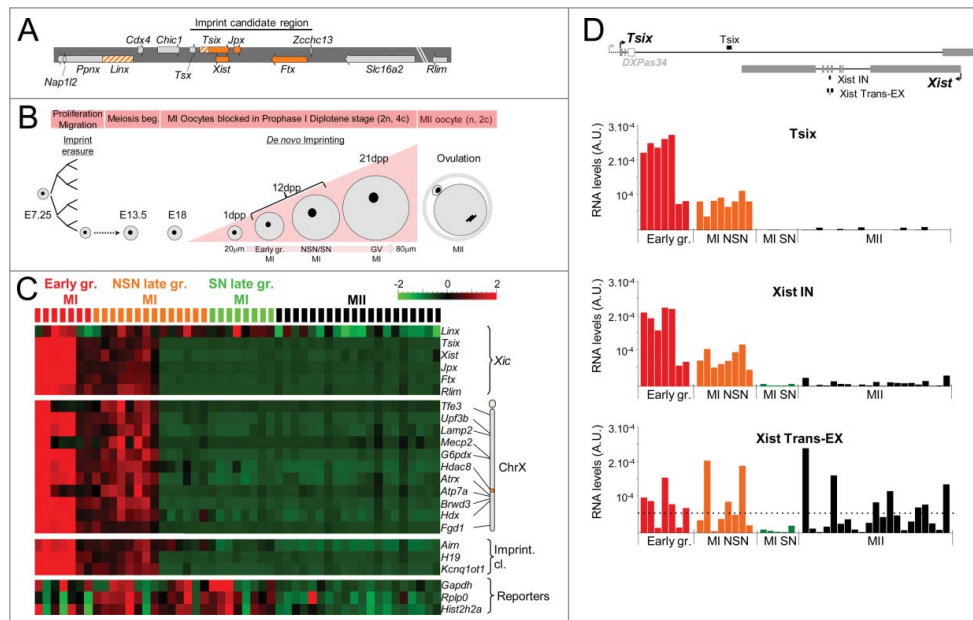 A
Imprint candidate region
Cdx4 Chic1 Tsix Jpx Zcchc13
Nap1l2 Ppnx Linx Tsx Xist Ftx Slc16a2 Rlim
B
Proliferation
Migration
Meiosis beg.
MI Oocytes blocked in Prophase I Diplotene stage (2n, 4c)
MII oocyte (n, 2c)
Imprint
erasure
De novo Imprinting
Ovulation
21dpp
12dpp
1dpp
E7.25
E13.5
E18
20μm
Early gr.
MI
NSN/SN
MI
GV
MI
80μm
MII
C
Early gr.
MI
NSN late gr.
MI
SN late gr.
MI
MII
-2 0 2
Linx
Tsix
Xist
Jpx
Ftx
Rlim
Xic
Tfe3
Upf3b
Lamp2
Mecp2
G6pdx
Hdac8
Atrx
Atp7a
Brwd3
Hdx
Fgd1
ChrX
Airn
H19
Kcnq1ot1
Imprint.
cl.
Gapdh
Rplp0
Hist2h2a
Reporters
D
Tsix
DXPas34
Tsix
Xist
Xist IN
Xist Trans-EX
Tsix
RNA levels (A.U.)
3.10-4
2.10-4
10-4
Early gr. MI NSN MI SN MII
Xist IN
RNA levels (A.U.)
3.10-4
2.10-4
10-4
Early gr. MI NSN MI SN MII
Xist Trans-EX
RNA levels (A.U.)
3.10-4
2.10-4
10-4
Early gr. MI NSN MI SN MII